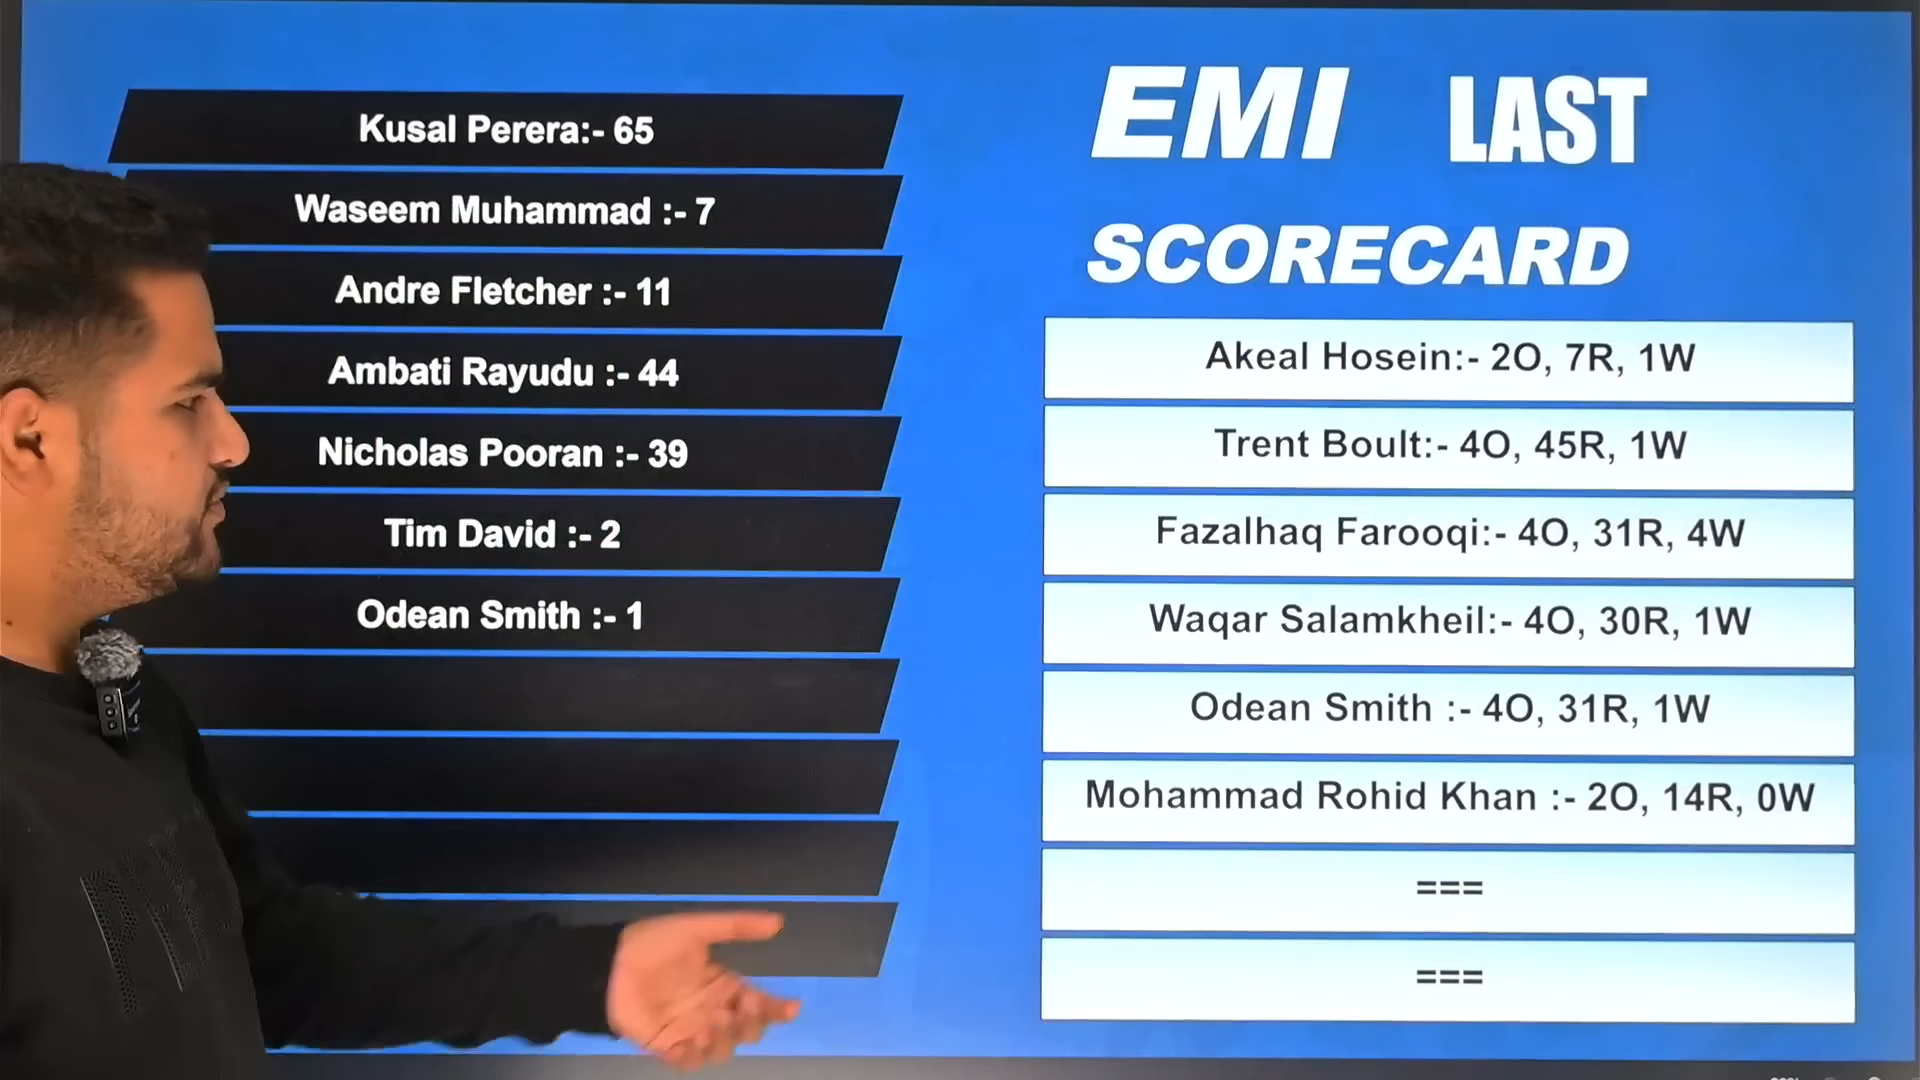 Kusal Perera:- 65
Waseem Muhammad :- 7
Andre Fletcher :- 11
Ambati Rayudu :- 44
Nicholas Pooran :- 39
Tim David :- 2
Odean Smith :- 1
EMI LAST
SCORECARD
Akeal Hosein:- 2O, 7R, 1W
Trent Boult:- 4O, 45R, 1W
Fazalhaq Farooqi:- 4O, 31R, 4W
Waqar Salamkheil:- 4O, 30R, 1W
Odean Smith :- 4O, 31R, 1W
Mohammad Rohid Khan :- 2O, 14R, 0W
===
===